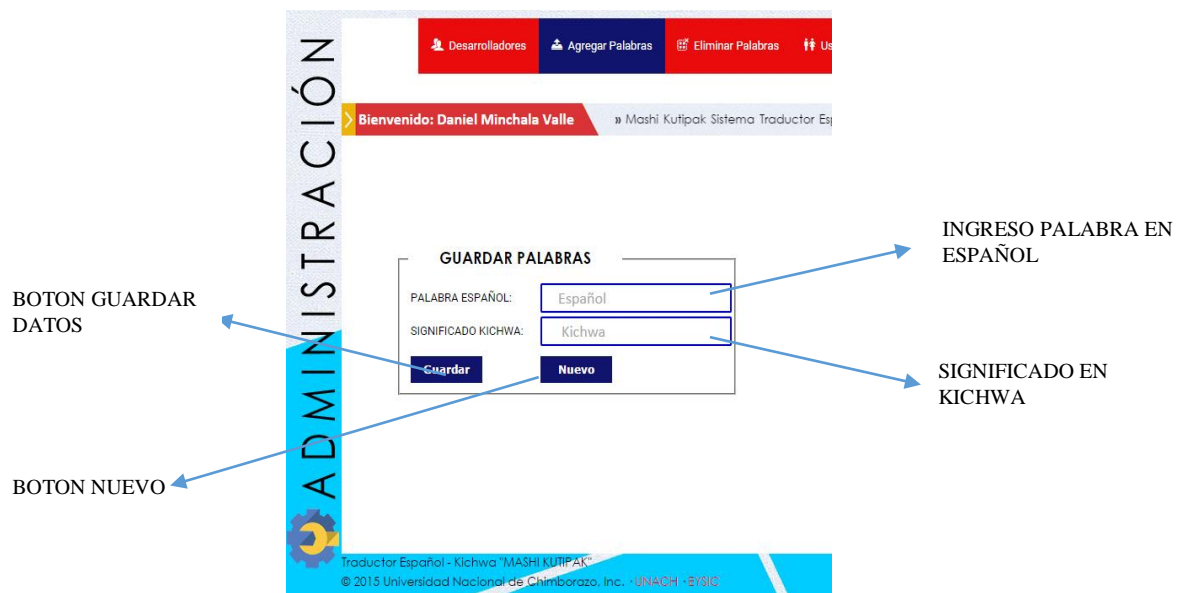 ADMINISTRACIÓN
Desarrolladores Agregar Palabras Eliminar Palabras
Bienvenido: Daniel Minchala Valle » Mashi Kutipak Sistema Traductor
GUARDAR PALABRAS
PALABRA ESPAÑOL: Español
SIGNIFICADO KICHWA: Kichwa
Guardar Nuevo
INGRESO PALABRA EN
ESPAÑOL
BOTON GUARDAR
DATOS
SIGNIFICADO EN
KICHWA
BOTON NUEVO
Traductor Español - Kichwa "MASHI KUTIPAK"
© 2015 Universidad Nacional de Chimborazo, Inc. · UNACH · EYSIC